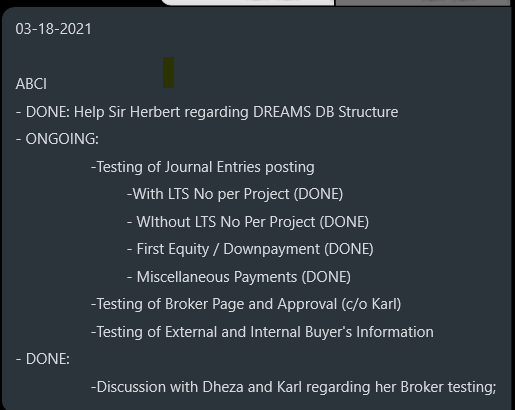 03-18-2021
ABCI
- DONE: Help Sir Herbert regarding DREAMS DB Structure
- ONGOING:
-Testing of Journal Entries posting
-With LTS No per Project (DONE)
- WIthout LTS No Per Project (DONE)
- First Equity / Downpayment (DONE)
- Miscellaneous Payments (DONE)
-Testing of Broker Page and Approval (c/o Karl)
-Testing of External and Internal Buyer's Information
- DONE:
-Discussion with Dheza and Karl regarding her Broker testing;